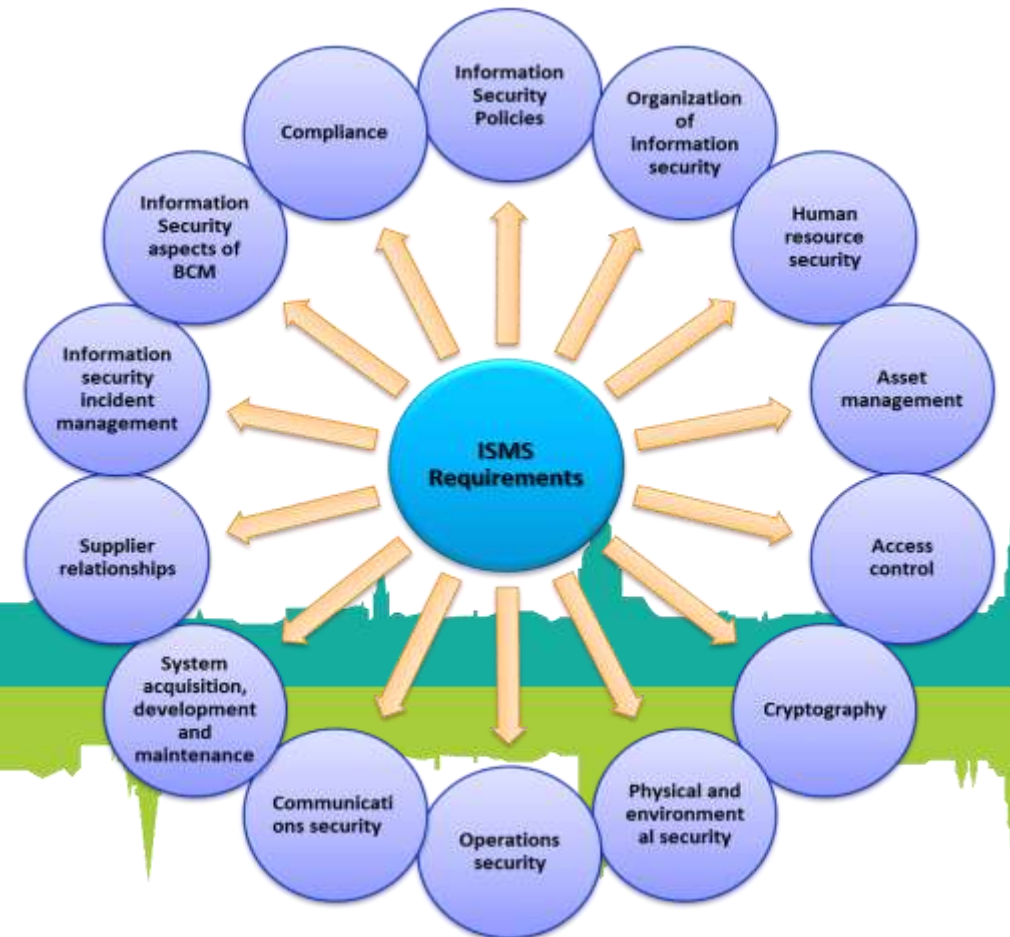 Information
Security
Policies
Organization
of
information
security
Human
resource
security
Asset
management
Access
control
Cryptography
Physical and
environment
al security
Operations
security
Communicati
ons security
System
acquisition,
development
and
maintenance
Supplier
relationships
Information
security
incident
management
Information
Security
aspects of
BCM
Compliance
ISMS
Requirements